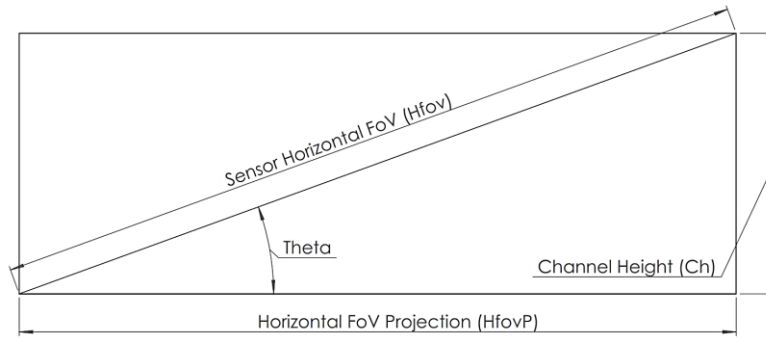 Sensor Horizontal FoV (Hfov)
Theta
Channel Height (Ch)
Horizontal FoV Projection (HfovP)